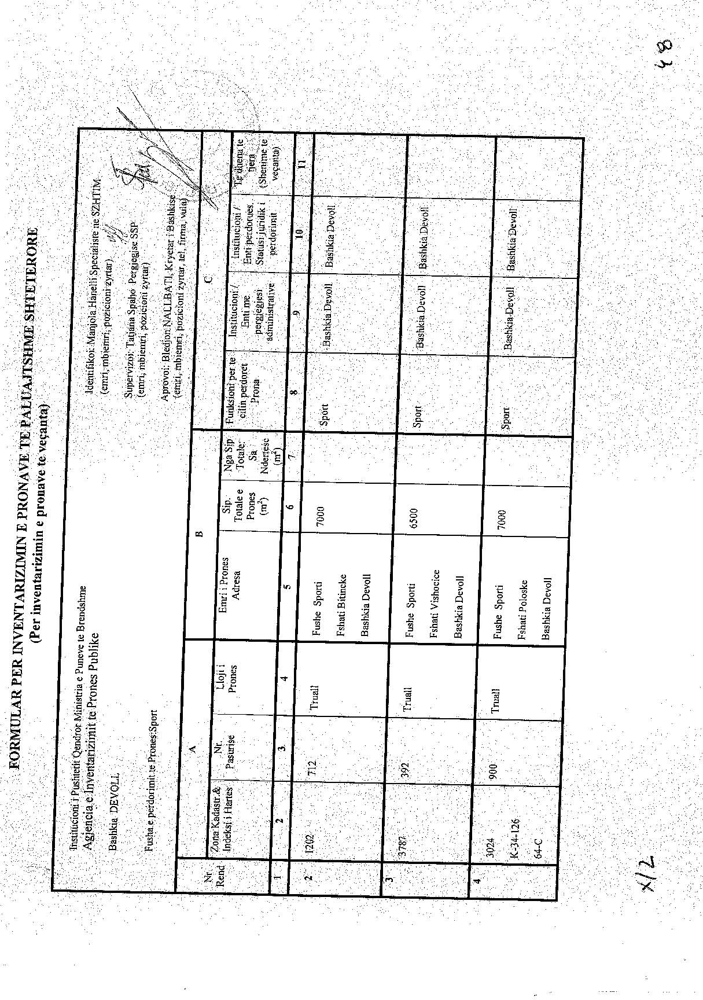 FORMULAR PER INVENTARIZIMIN E PRONAVE TE PALUAJTSHME SHTETERORE
(Per inventarizimin e pronave te veçanta)
Institucioni i Pushtetit Qendror Ministria e Puneve te Brendshme
Agjencia e Inventarizimit te Prones Publike
Bashkia DEVOLL
Fusha e perdorimit te Prones:Sport
Identifikoi: Manjola Hanelli Specialiste ne SZHTIM
(emri, mbiemri, pozicioni zyrtar)
Supervizoi: Tatjana Spaho Pergjegjise SSP
(emri, mbiemri, pozicioni zyrtar)
Aprovoi: Bledjon NALLBATI, Kryetar i Bashkise
(emri, mbiemri, pozicioni zyrtar, tel, firma, vula)
A
B
C
Nr
Rend
Zona Kadastr.&
Indeksi i Hartes
Nr.
Pasurise
Lloji i
Prones
Emri i Prones
Adresa
Sip.
Totale e
Prones
(m²)
Nga Sip
Totale:
Sa
Ndertese
(m²)
Funksioni per te
cilin perdoret
Prona
Institucioni /
Enti me
pergjegjesi
administrative
Institucioni /
Enti perdorues.
Statusi juridik i
perdorimit
Te dhena te
tjera
(Shenime te
veçanta)
1 2 3 4 5 6 7 8 9 10 11
2 1202 712 Truall Fushe Sporti 7000 Sport Bashkia Devoll Bashkia Devoll
Fshati Bitincke
Bashkia Devoll
3 3787 392 Truall Fushe Sporti 6500 Sport Bashkia Devoll Bashkia Devoll
Fshati Vishocice
Bashkia Devoll
4 3024 900 Truall Fushe Sporti 7000 Sport Bashkia Devoll Bashkia Devoll
K-34-126 Fshati Poloske
64-C Bashkia Devoll
X/2
48